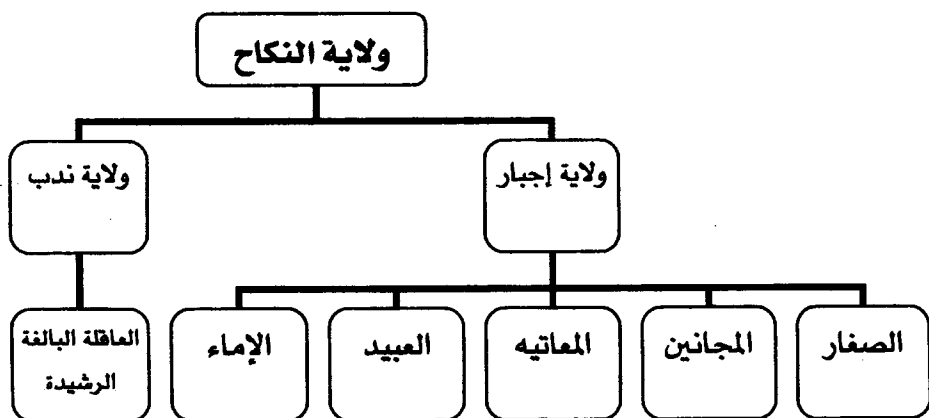 ولاية النكاح
ولاية إجبار
ولاية ندب
الصغار
المجانين
المعاتيه
العبيد
الإماء
العاقلة البالغة
الرشيدة